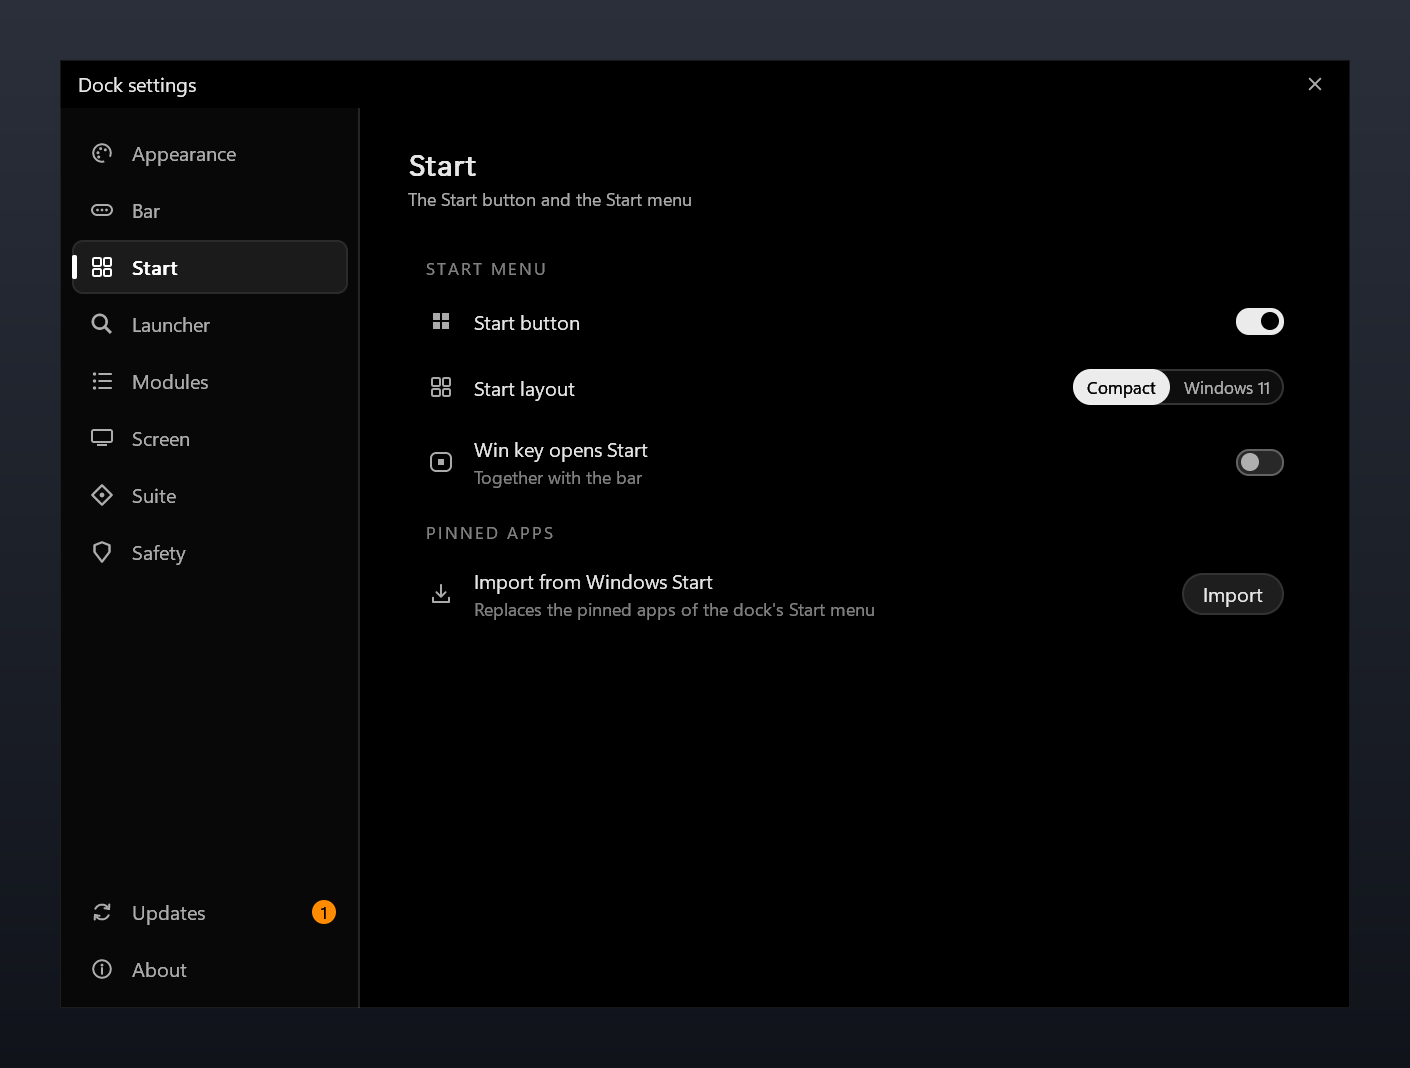 Dock settings
Appearance
Bar
Start
Launcher
Modules
Screen
Suite
Safety
Updates
1
About
Start
The Start button and the Start menu
START MENU
Start button
Start layout
Compact
Windows 11
Win key opens Start
Together with the bar
PINNED APPS
Import from Windows Start
Replaces the pinned apps of the dock's Start menu
Import